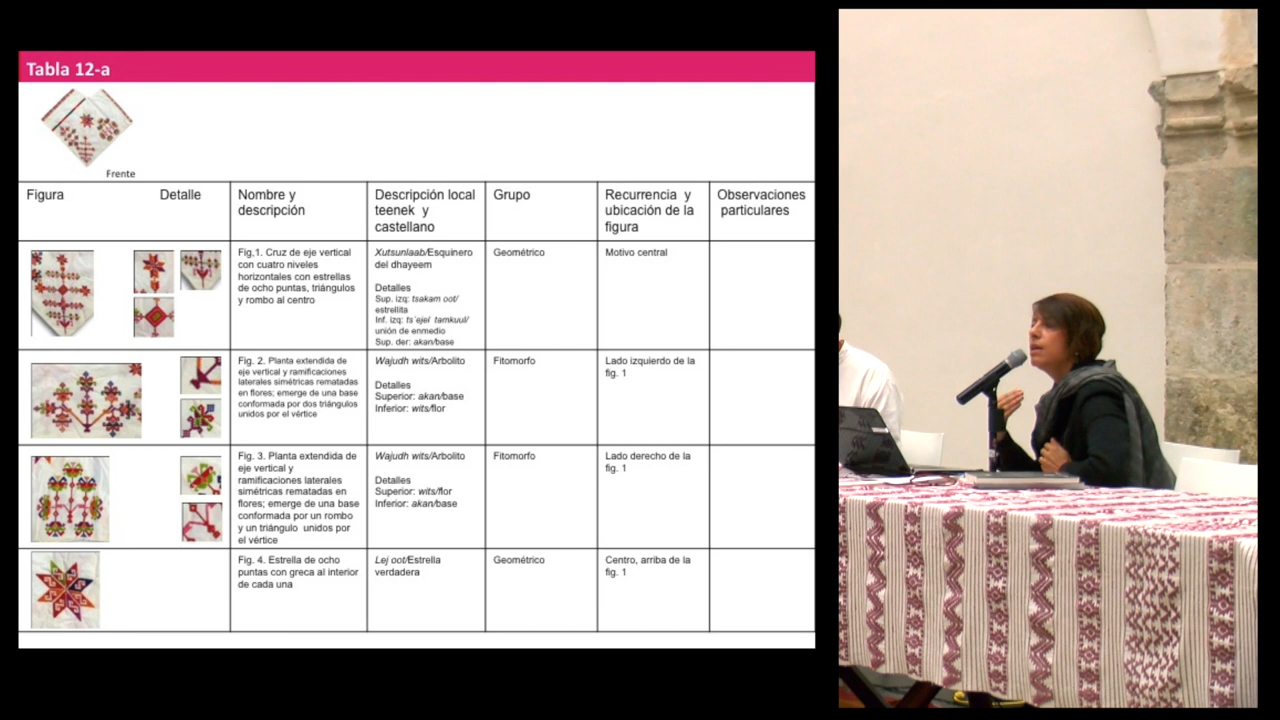 Tabla 12-a
Frente
Figura
Detalle
Nombre y
descripción
Descripción local
teenek y
castellano
Grupo
Recurrencia y
ubicación de la
figura
Observaciones
particulares
Fig,1. Cruz de eje vertical
con cuatro niveles
horizontales con estrellas
de ocho puntas, triángulos
y rombo al centro
Xutsunlaab/Esquinero
del dhayeem
Detalles
Sup. izq: tsakam oot/
estrellita
Inf. izq: ts´ejel tamkuul/
unión de enmedio
Sup. der: akan/base
Geométrico
Motivo central
Fig. 2. Planta extendida de
eje vertical y ramificaciones
laterales simétricas rematadas
en flores; emerge de una base
conformada por dos triángulos
unidos por el vértice
Wajudh wits/Arbolito
Detalles
Superior: akan/base
Inferior: wits/flor
Fitomorfo
Lado izquierdo de la
fig. 1
Fig. 3. Planta extendida de
eje vertical y
ramificaciones laterales
simétricas rematadas en
flores; emerge de una base
conformada por un rombo
y un triángulo unidos por
el vértice
Wajudh wits/Arbolito
Detalles
Superior: wits/flor
Inferior: akan/base
Fitomorfo
Lado derecho de la
fig. 1
Fig. 4. Estrella de ocho
puntas con greca al interior
de cada una
Lej oot/Estrella
verdadera
Geométrico
Centro, arriba de la
fig. 1